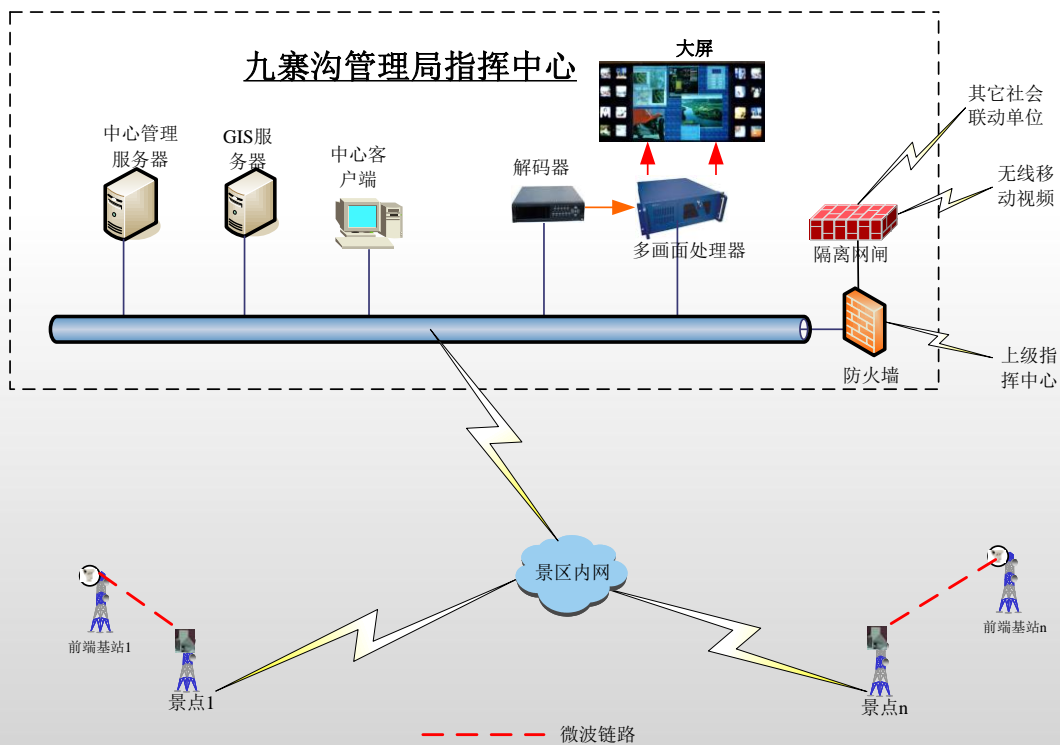 九寨沟管理局指挥中心
大屏
中心管理
服务器
GIS服
务器
中心客
户端
解码器
多画面处理器
其它社会
联动单位
无线移
动视频
隔离网闸
防火墙
上级指
挥中心
景区内网
前端基站1
景点1
前端基站n
景点n
微波链路